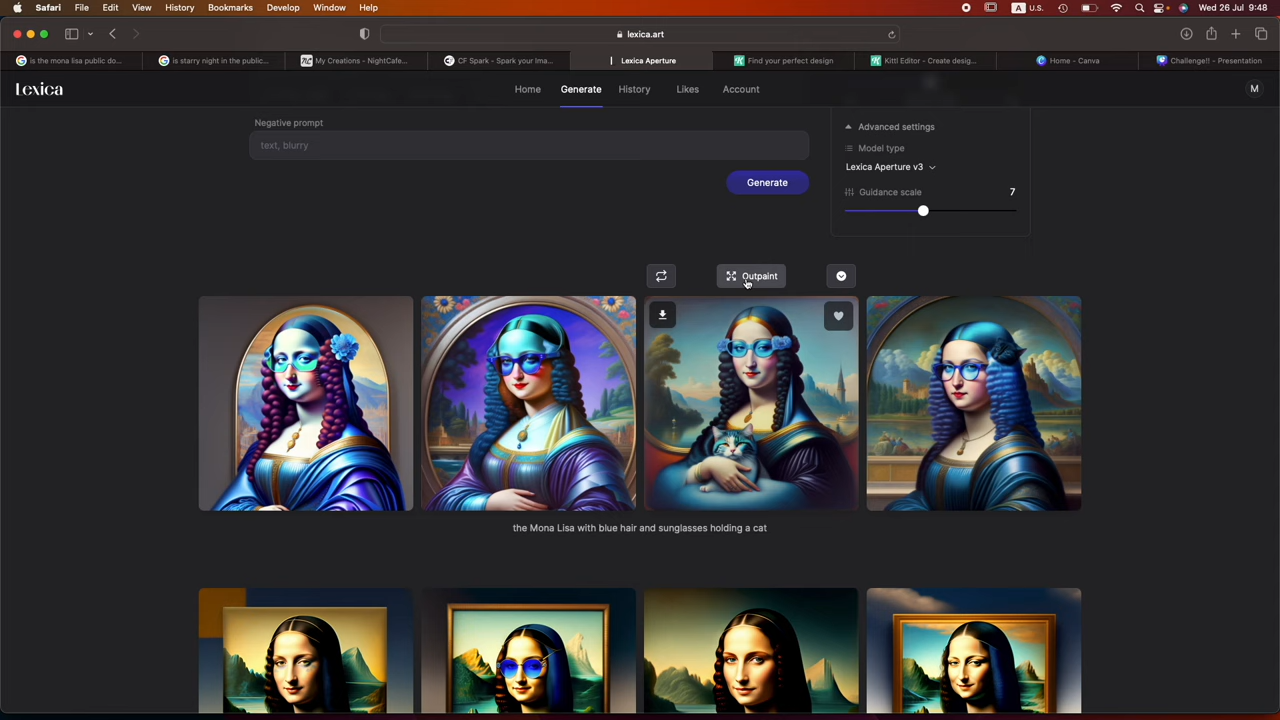 Safari File Edit View History Bookmarks Develop Window Help A U.S. Wed 26 Jul 9:48
lexica.art
is the mona lisa public do... is starry night in the public... My Creations - NightCafe... CF Spark - Spark your Ima... Lexica Aperture Find your perfect design Kittl Editor - Create desig... Home - Canva Challenge!! - Presentation
Lexica Home Generate History Likes Account M
Negative prompt
text, blurry
Generate
Advanced settings
Model type
Lexica Aperture v3
Guidance scale 7
Outpaint
the Mona Lisa with blue hair and sunglasses holding a cat